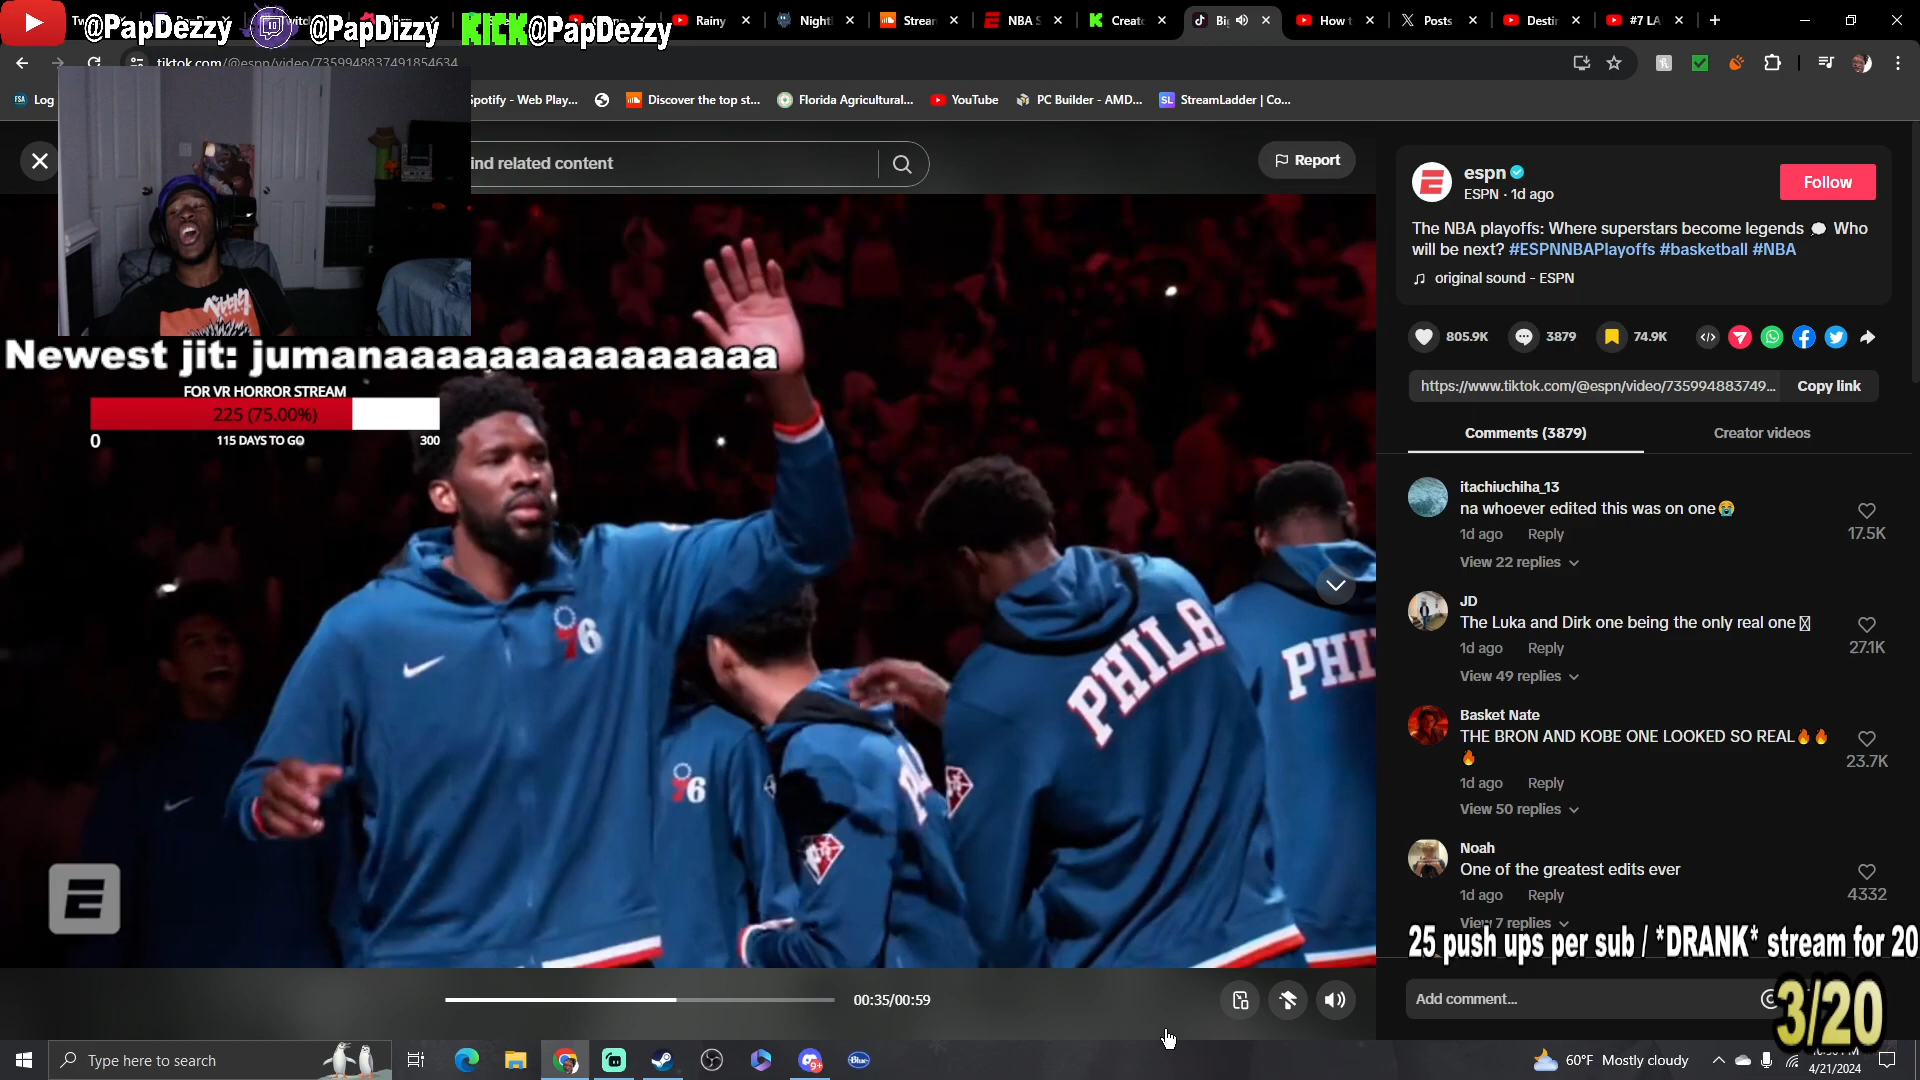 @PapDezzy @PapDizzy KICK@PapDezzy
Rainy
Night
Strear
NBA S
Creat
Bi
How t
Posts
Desti
#7 LA
tiktok.com/@espn/video/7359948837491854634
Log
Spotify - Web Play...
Discover the top st...
Florida Agricultural...
YouTube
PC Builder - AMD...
StreamLadder | Co...
ind related content
Report
espn
ESPN · 1d ago
Follow
The NBA playoffs: Where superstars become legends 💭 Who
will be next? #ESPNNBAPlayoffs #basketball #NBA
original sound - ESPN
805.9K
3879
74.9K
https://www.tiktok.com/@espn/video/735994883749...
Copy link
Comments (3879)
Creator videos
Newest jit: jumanaaaaaaaaaaaaaaaa
FOR VR HORROR STREAM
225 (75.00%)
0
115 DAYS TO GO
300
itachiuchiha_13
na whoever edited this was on one😭
1d ago Reply
17.5K
View 22 replies
JD
The Luka and Dirk one being the only real one
1d ago Reply
27.1K
View 49 replies
Basket Nate
THE BRON AND KOBE ONE LOOKED SO REAL🔥🔥
🔥
1d ago Reply
23.7K
View 50 replies
Noah
One of the greatest edits ever
1d ago Reply
4332
View 7 replies
76
PHILA
PHI
76
E
25 push ups per sub / *DRANK* stream for 20
3/20
Add comment...
00:35/00:59
Type here to search
60°F Mostly cloudy
4/21/2024